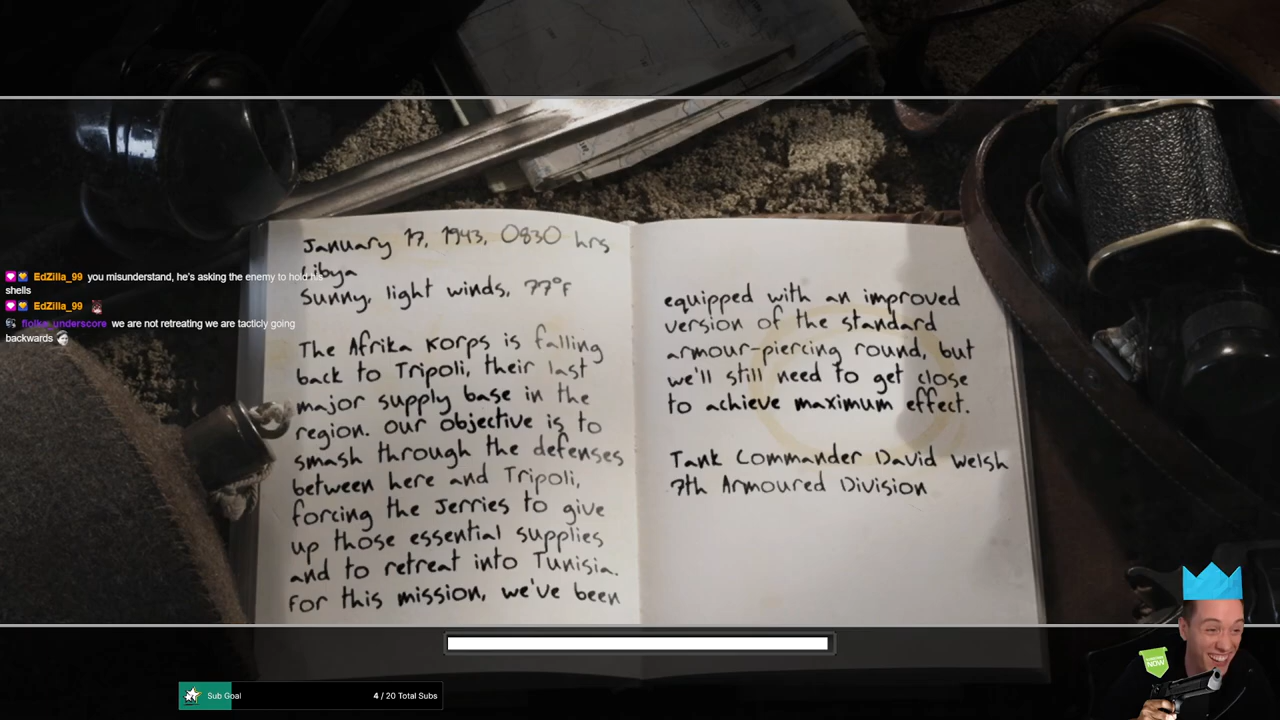 January 17, 1943, 0830 hrs
Libya
Sunny, light winds, 77°F
The Afrika Korps is falling
back to Tripoli, their last
major supply base in the
region. Our objective is to
smash through the defenses
between here and Tripoli,
forcing the Jerries to give
up those essential supplies
and to retreat into Tunisia.
For this mission, we've been
equipped with an improved
version of the standard
armour-piercing round, but
we'll still need to get close
to achieve maximum effect.
Tank Commander David Welsh
7th Armoured Division
EdZilla_99 you misunderstand, he's asking the enemy to hold his
shells
EdZilla_99
we are not retreating we are tacticly going
backwards
Sub Goal 4 / 20 Total Subs
NOW